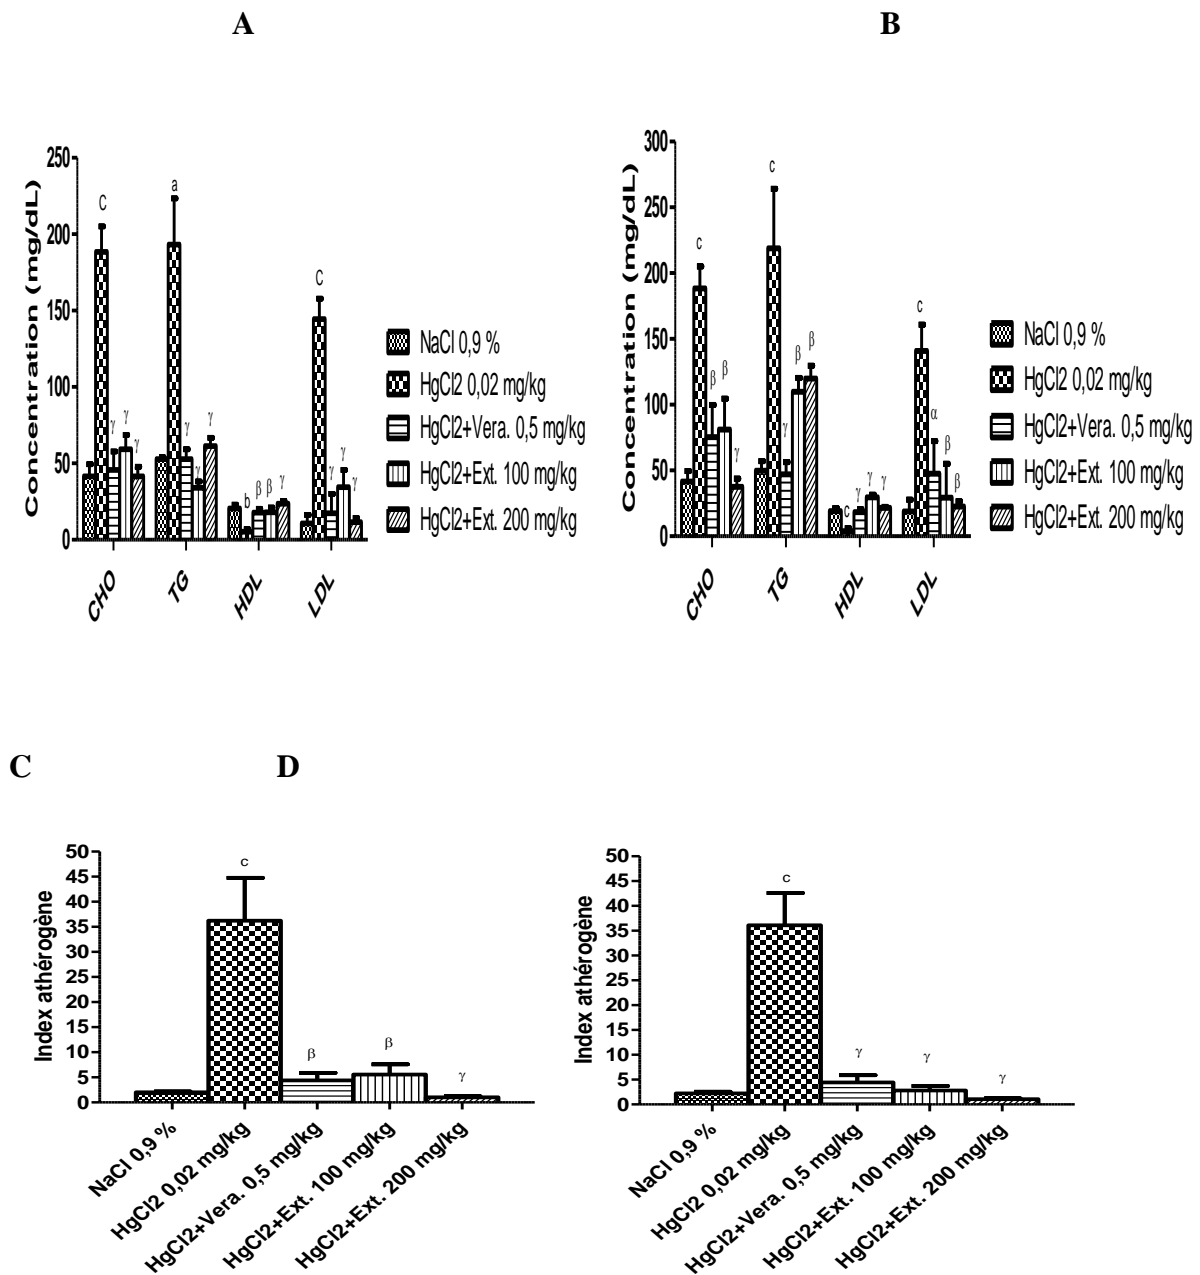 A
B
Concentration (mg/dL)
250
200
150
100
50
0
C
a
C
γ γ γ
γ γ γ
b β β γ
γ γ γ
CHO
TG
HDL
LDL
NaCl 0,9 %
HgCl2 0,02 mg/kg
HgCl2+Vera. 0,5 mg/kg
HgCl2+Ext. 100 mg/kg
HgCl2+Ext. 200 mg/kg
Concentration (mg/dL)
300
250
200
150
100
50
0
c
c
c
β β γ
γ β β
c γ γ γ
α β β
CHO
TG
HDL
LDL
NaCl 0,9 %
HgCl2 0,02 mg/kg
HgCl2+Vera. 0,5 mg/kg
HgCl2+Ext. 100 mg/kg
HgCl2+Ext. 200 mg/kg
C
D
Index athérogène
50
45
40
35
30
25
20
15
10
5
0
c
β
β
γ
NaCl 0,9 %
HgCl2 0,02 mg/kg
HgCl2+Vera. 0,5 mg/kg
HgCl2+Ext. 100 mg/kg
HgCl2+Ext. 200 mg/kg
Index athérogène
50
45
40
35
30
25
20
15
10
5
0
c
γ
γ
γ
NaCl 0,9 %
HgCl2 0,02 mg/kg
HgCl2+Vera. 0,5 mg/kg
HgCl2+Ext. 100 mg/kg
HgCl2+Ext. 200 mg/kg